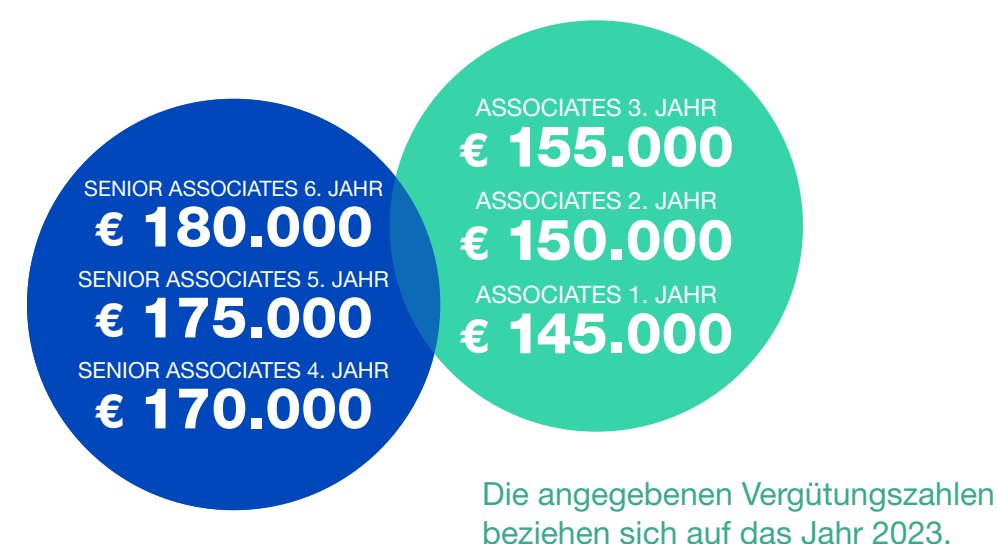 SENIOR ASSOCIATES 6. JAHR
€ 180.000
SENIOR ASSOCIATES 5. JAHR
€ 175.000
SENIOR ASSOCIATES 4. JAHR
€ 170.000
ASSOCIATES 3. JAHR
€ 155.000
ASSOCIATES 2. JAHR
€ 150.000
ASSOCIATES 1. JAHR
€ 145.000
Die angegebenen Vergütungszahlen
beziehen sich auf das Jahr 2023.